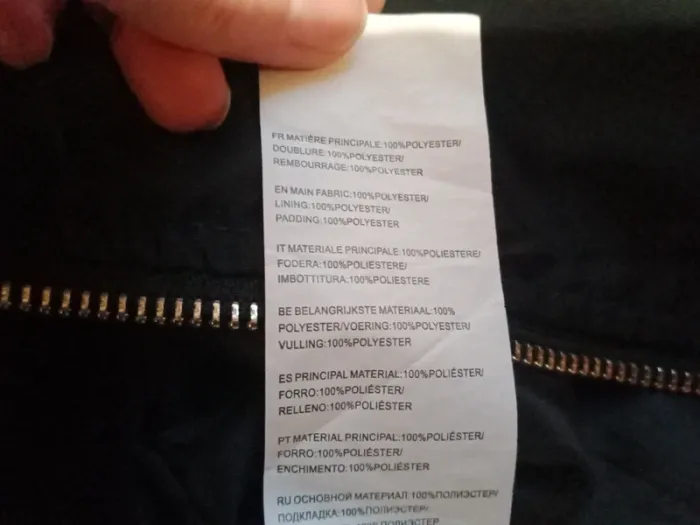 FR MATIÈRE PRINCIPALE:100%POLYESTER/
DOUBLURE:100%POLYESTER/
REMBOURRAGE:100%POLYESTER
EN MAIN FABRIC:100%POLYESTER/
LINING:100%POLYESTER/
PADDING:100%POLYESTER
IT MATERIALE PRINCIPALE:100%POLIESTERE/
FODERA:100%POLIESTERE/
IMBOTTITURA:100%POLIESTERE
BE BELANGRIJKSTE MATERIAAL:100%
POLYESTER/VOERING:100%POLYESTER/
VULLING:100%POLYESTER
ES PRINCIPAL MATERIAL:100%POLIÉSTER/
FORRO:100%POLIÉSTER/
RELLENO:100%POLIÉSTER
PT MATERIAL PRINCIPAL:100%POLIÉSTER/
FORRO:100%POLIÉSTER/
ENCHIMENTO:100%POLIÉSTER
RU ОСНОВНОЙ МАТЕРИАЛ:100%ПОЛИЭСТЕР/
ПОДКЛАДКА:100%ПОЛИЭСТЕР/